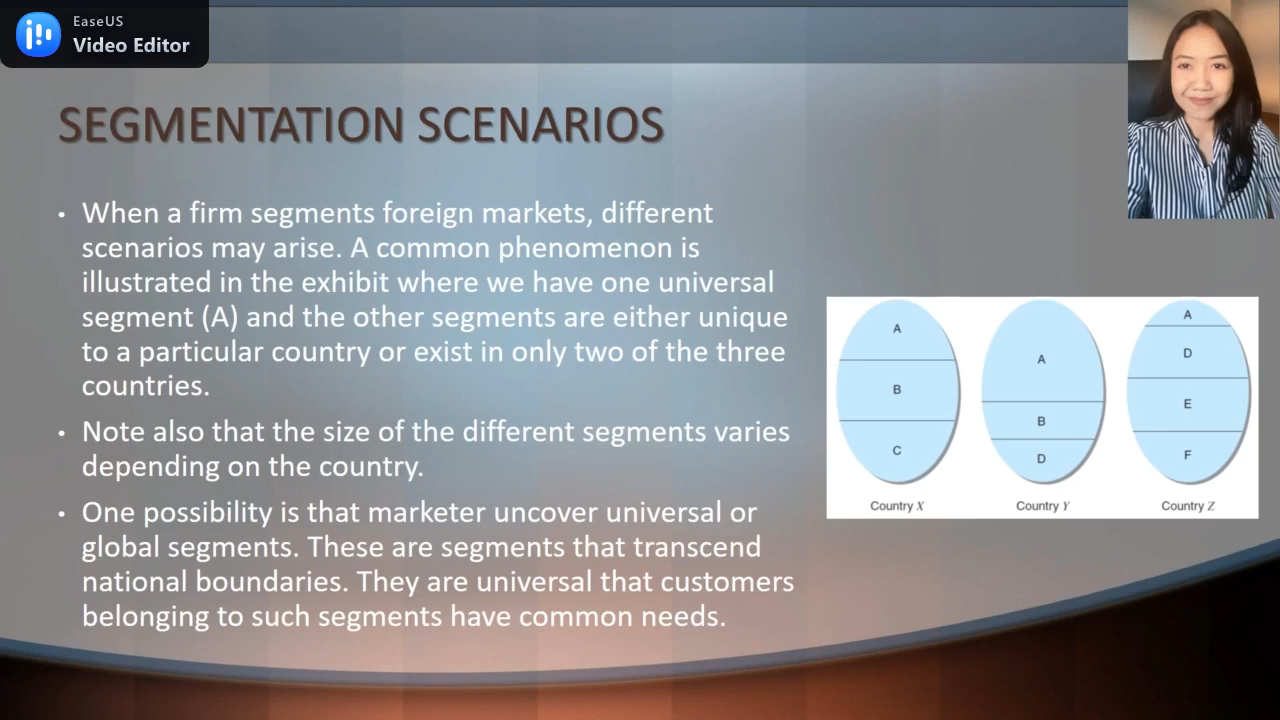 EaseUS
Video Editor
SEGMENTATION SCENARIOS
• When a firm segments foreign markets, different
scenarios may arise. A common phenomenon is
illustrated in the exhibit where we have one universal
segment (A) and the other segments are either unique
to a particular country or exist in only two of the three
countries.
• Note also that the size of the different segments varies
depending on the country.
• One possibility is that marketer uncover universal or
global segments. These are segments that transcend
national boundaries. They are universal that customers
belonging to such segments have common needs.
A
B
C
Country X
A
B
D
Country Y
A
D
E
F
Country Z